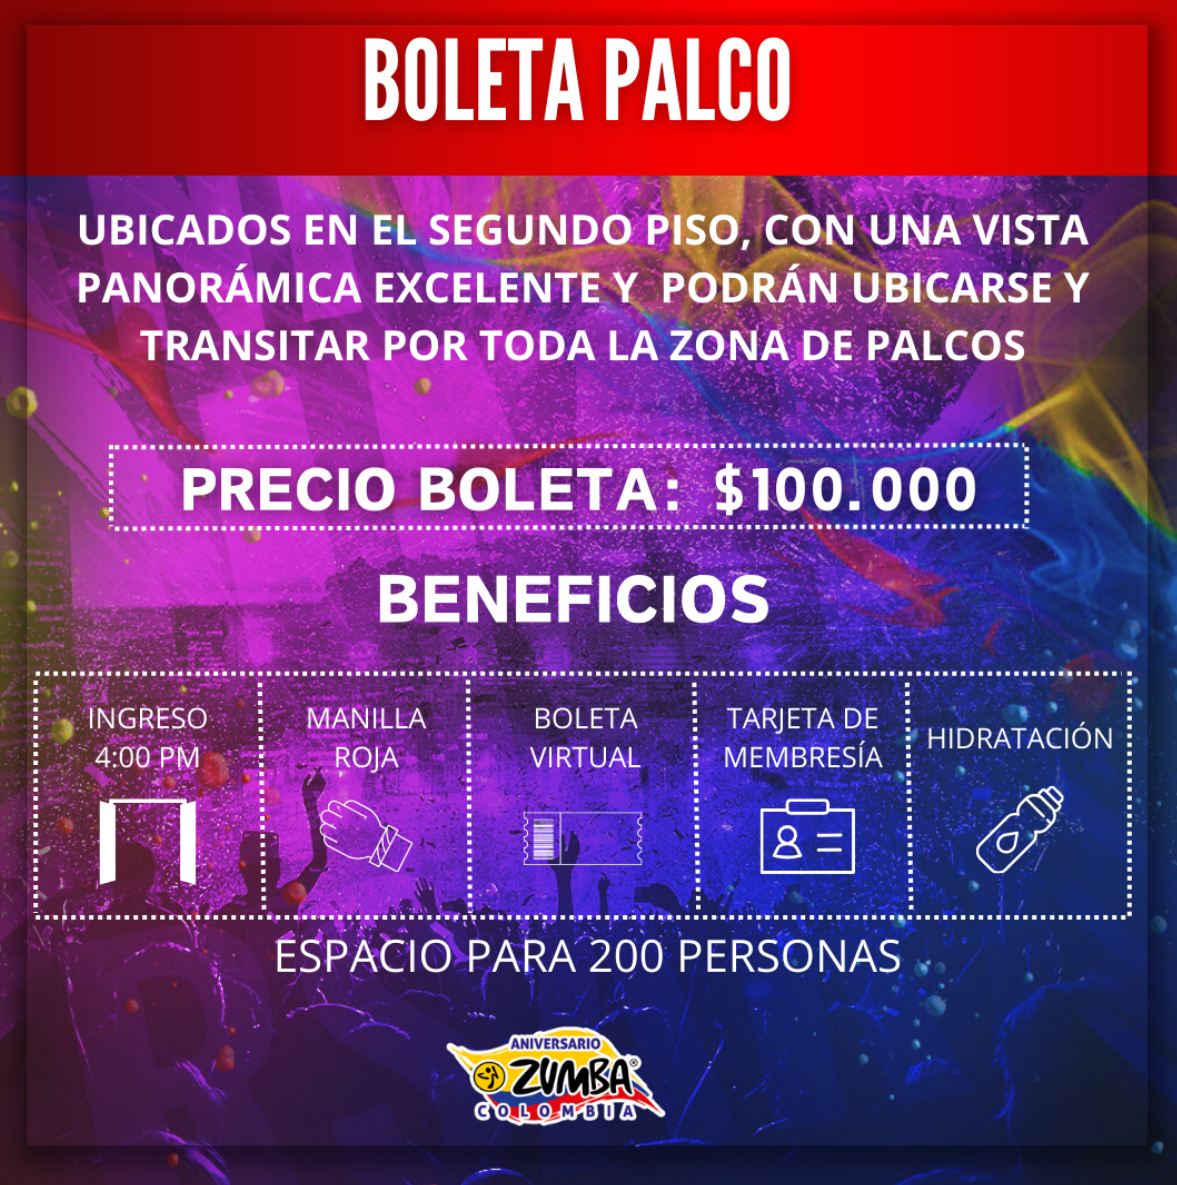 BOLETA PALCO
UBICADOS EN EL SEGUNDO PISO, CON UNA VISTA
PANORÁMICA EXCELENTE Y PODRÁN UBICARSE Y
TRANSITAR POR TODA LA ZONA DE PALCOS
PRECIO BOLETA: $100.000
BENEFICIOS
INGRESO
4:00 PM
MANILLA
ROJA
BOLETA
VIRTUAL
TARJETA DE
MEMBRESÍA
HIDRATACIÓN
ESPACIO PARA 200 PERSONAS
ANIVERSARIO
ZUMBA®
COLOMBIA